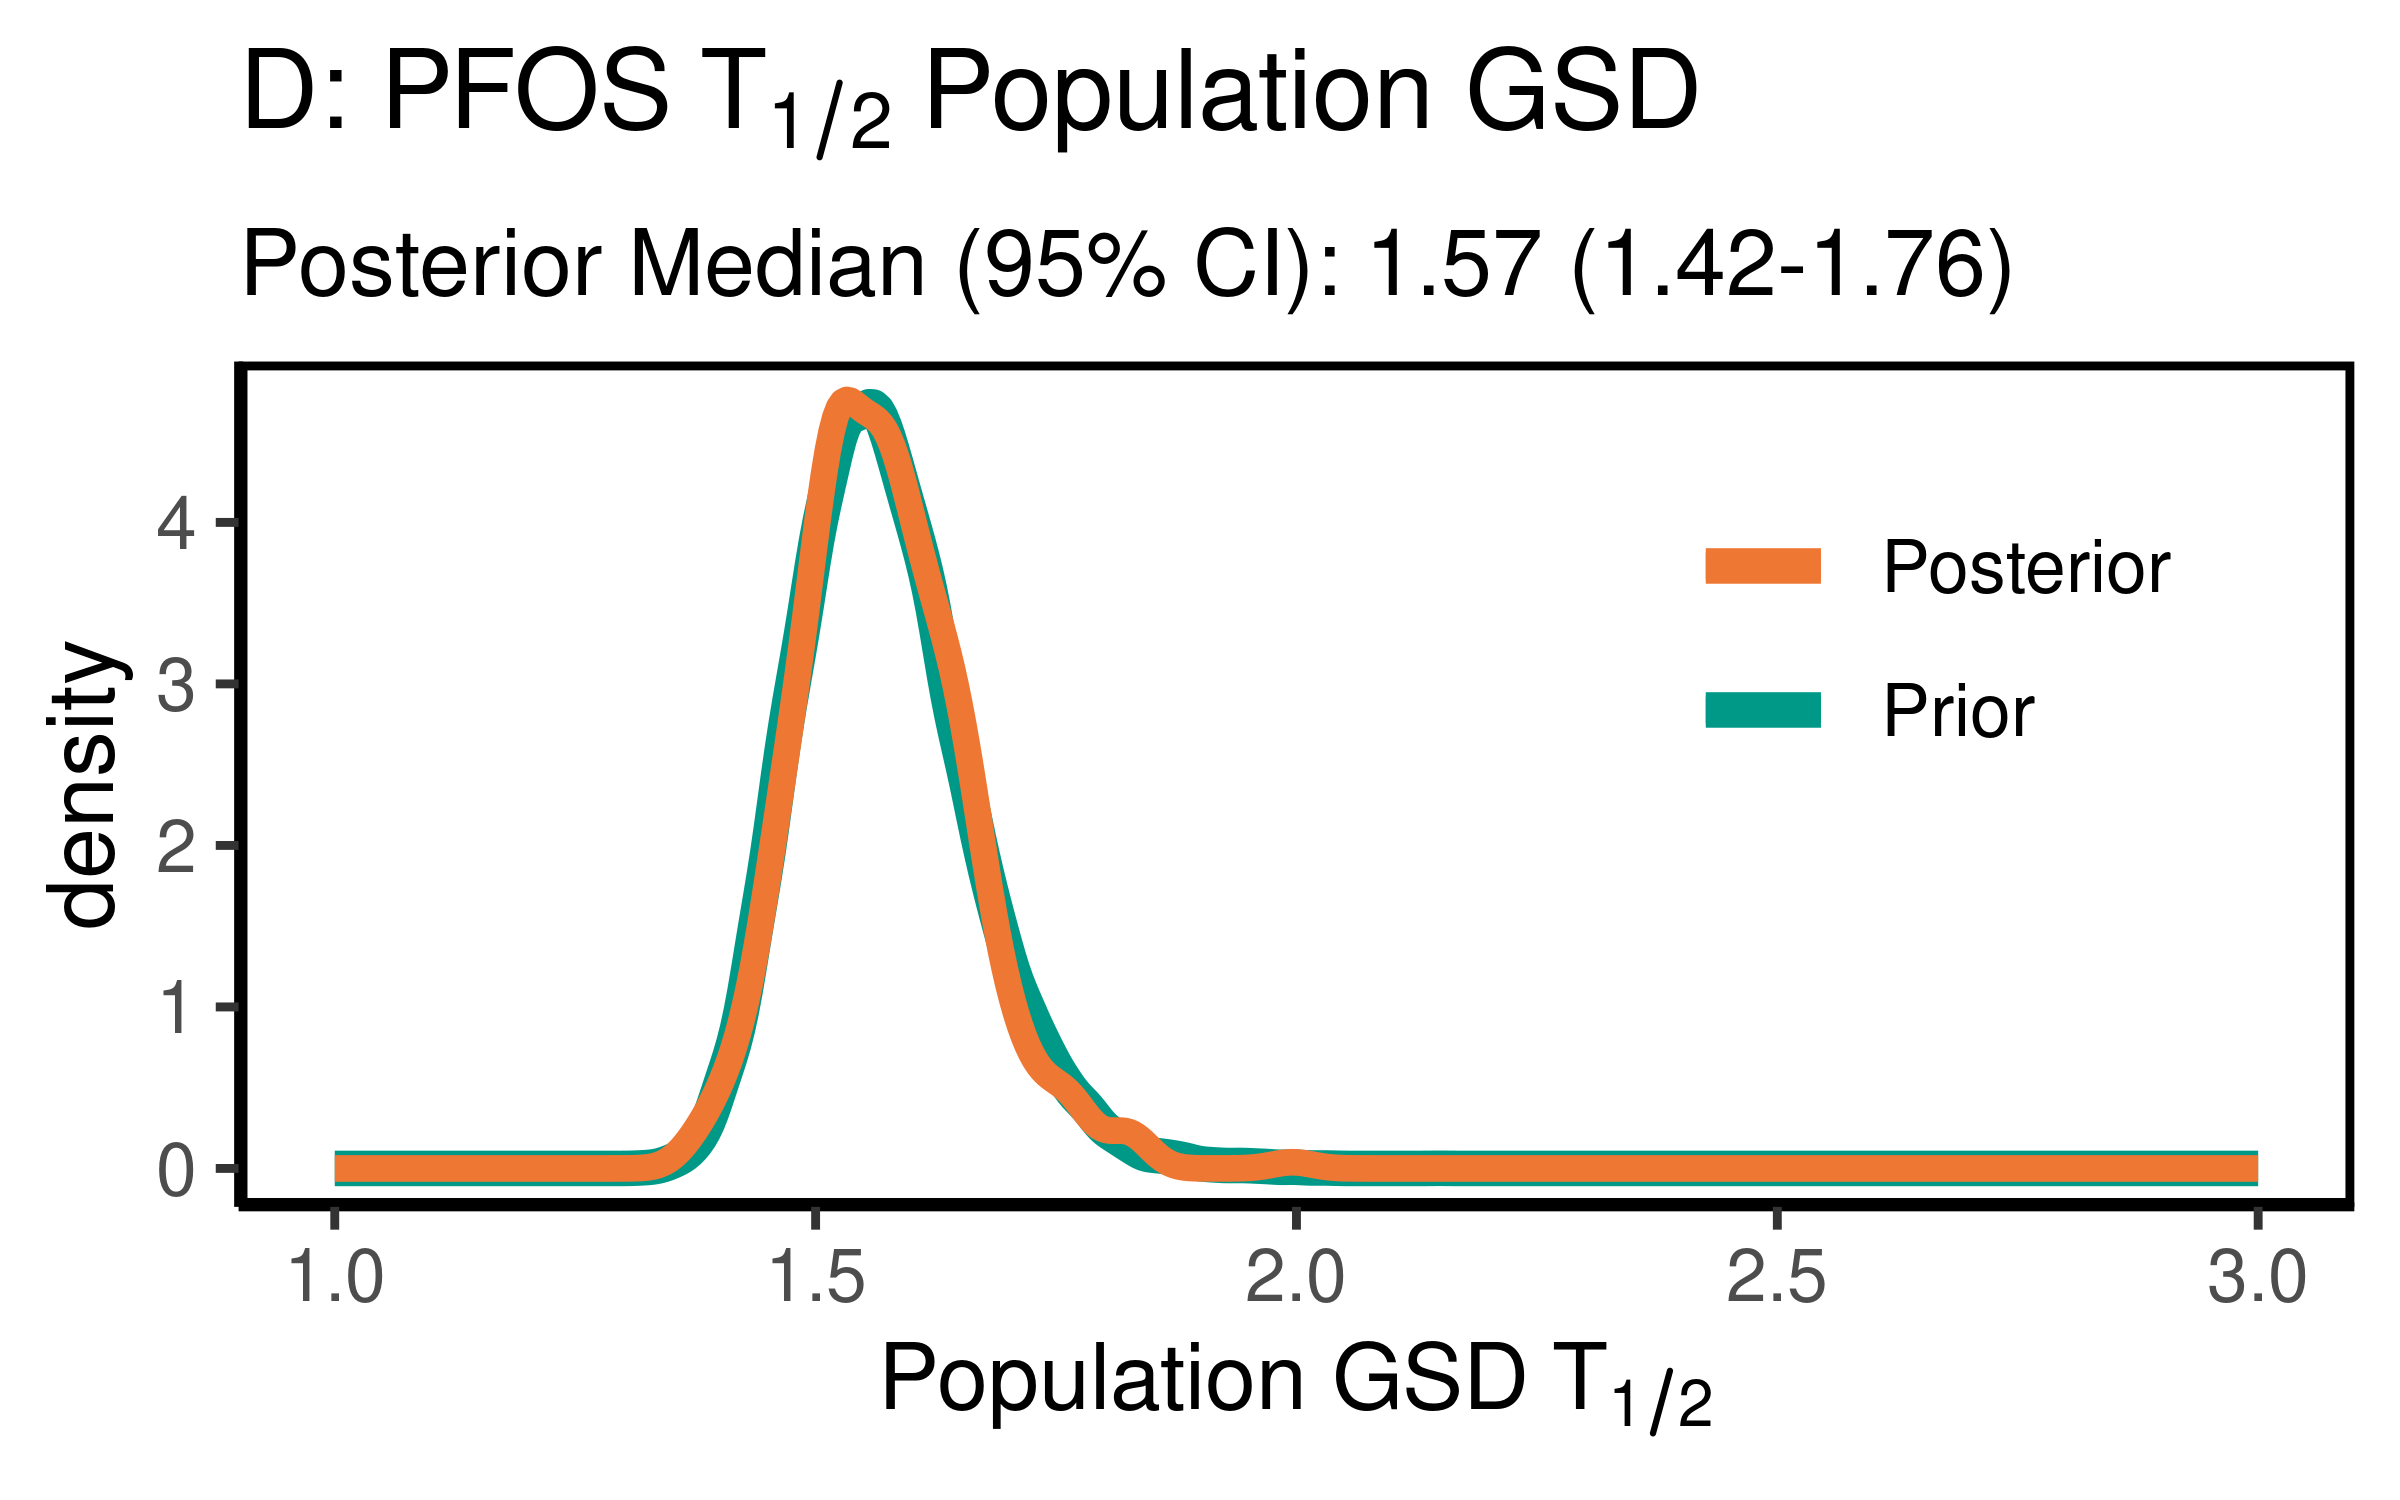 D: PFOS T1/2 Population GSD
Posterior Median (95% CI): 1.57 (1.42-1.76)
density
4
3
2
1
0
Posterior
Prior
1.0 1.5 2.0 2.5 3.0
Population GSD T1/2